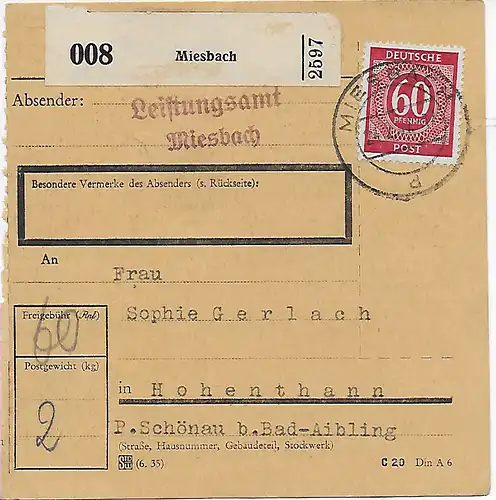 008 Miesbach 2597
DEUTSCHE
60
PFENNIG
POST
MIESBACH
d
Absender:
Leistungsamt
Miesbach
Besondere Vermerke des Absenders (s. Rückseite):
An
Frau
Sophie Gerlach
Freigebühr (Rpf)
60
Postgewicht (kg)
2
in Hohenthann
P.Schönau b.Bad-Aibling
(Straße, Hausnummer, Gebäudeteil, Stockwerk)
(6. 35)
C 20 Din A 6